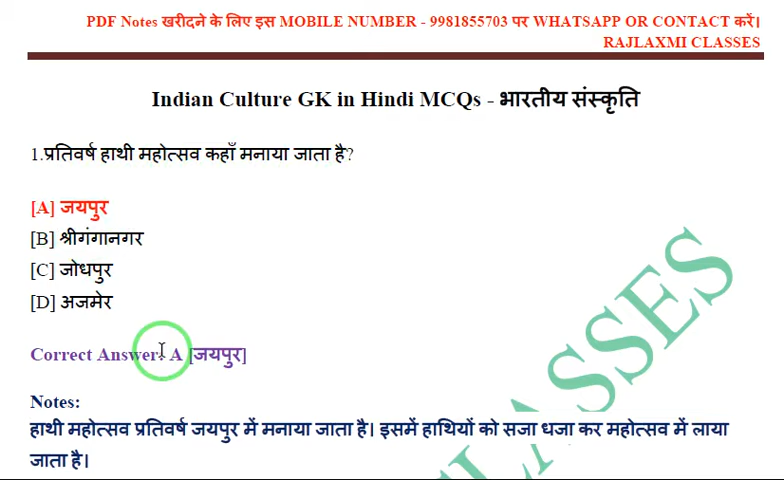 PDF Notes खरीदने के लिए इस MOBILE NUMBER - 9981855703 पर WHATSAPP OR CONTACT करें।
RAJLAXMI CLASSES
Indian Culture GK in Hindi MCQs - भारतीय संस्कृति
1.प्रतिवर्ष हाथी महोत्सव कहाँ मनाया जाता है?
[A] जयपुर
[B] श्रीगंगानगर
[C] जोधपुर
[D] अजमेर
Correct Answer- A [जयपुर]
Notes:
हाथी महोत्सव प्रतिवर्ष जयपुर में मनाया जाता है। इसमें हाथियों को सजा धजा कर महोत्सव में लाया
जाता है।
CLASSES